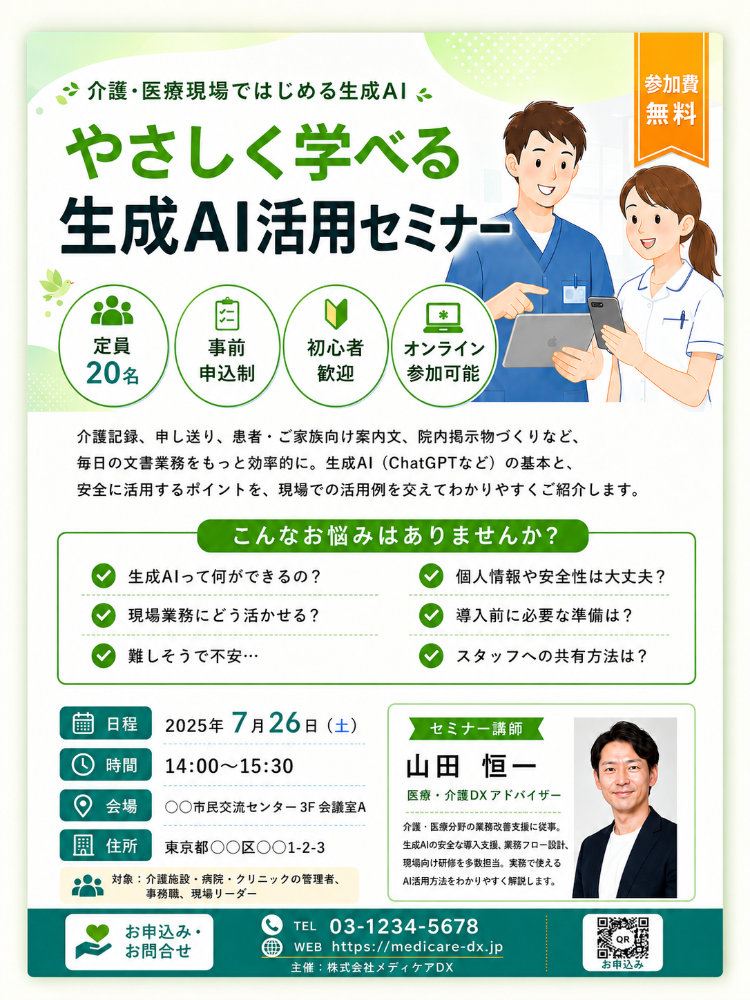 介護・医療現場ではじめる生成AI
参加費
無料
やさしく学べる
生成AI活用セミナー
定員
20名
事前
申込制
初心者
歓迎
オンライン
参加可能
介護記録、申し送り、患者・ご家族向け案内文、院内掲示物づくりなど、
毎日の文書業務をもっと効率的に。生成AI（ChatGPTなど）の基本と、
安全に活用するポイントを、現場での活用例を交えてわかりやすくご紹介します。
こんなお悩みはありませんか？
生成AIって何ができるの？
現場業務にどう活かせる？
難しそうで不安…
個人情報や安全性は大丈夫？
導入前に必要な準備は？
スタッフへの共有方法は？
日程 2025年 7月26日（土）
時間 14:00〜15:30
会場 〇〇市民交流センター 3F 会議室A
住所 東京都〇〇区〇〇1-2-3
対象：介護施設・病院・クリニックの管理者、
事務職、現場リーダー
セミナー講師
山田 恒一
医療・介護DX アドバイザー
介護・医療分野の業務改善支援に従事。
生成AIの安全な導入支援、業務フロー設計、
現場向け研修を多数担当。実務で使える
AI活用方法をわかりやすく解説します。
お申込み・
お問合せ
TEL 03-1234-5678
WEB https://medicare-dx.jp
主催：株式会社メディケアDX
QR
お申込み